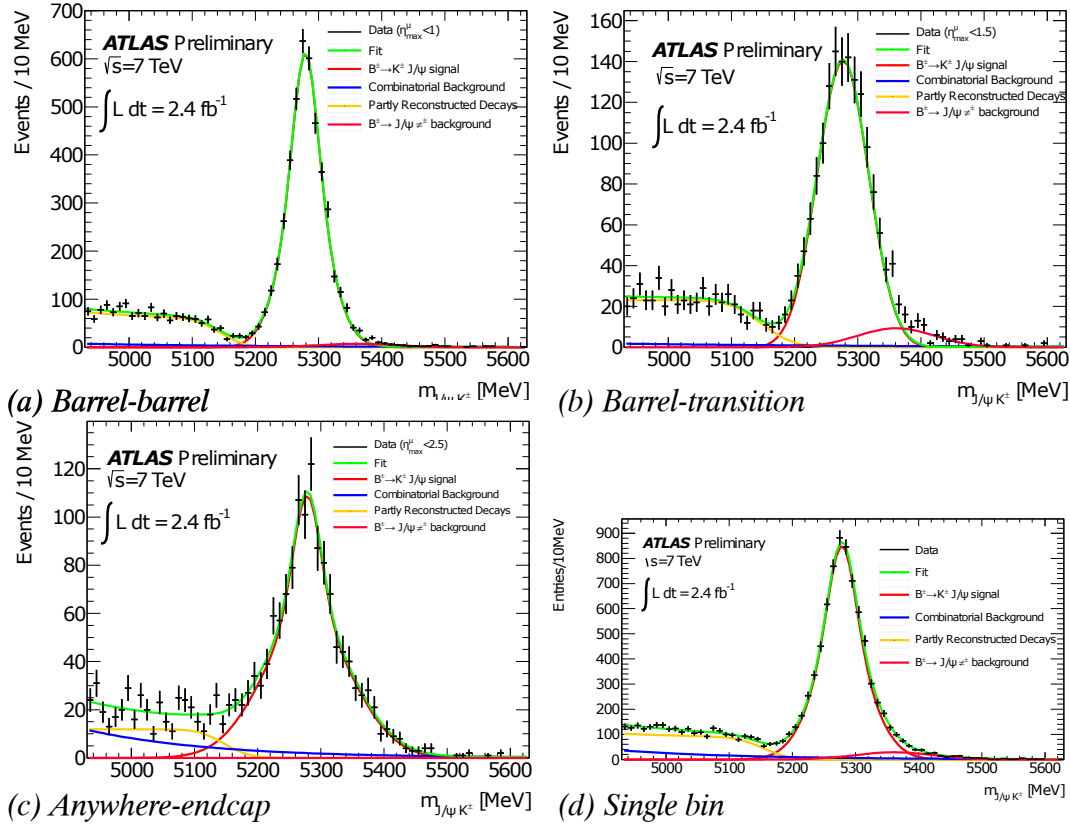 ATLAS Preliminary
√s=7 TeV
∫ L dt = 2.4 fb⁻¹
Data (η^μ_max<1)
Fit
B±→K± J/ψ signal
Combinatorial Background
Partly Reconstructed Decays
B±→ J/ψ≠± background
Events / 10 MeV
700
600
500
400
300
200
100
0
5000 5100 5200 5300 5400 5500 5600
m_J/ψ K± [MeV]
(a) Barrel-barrel
ATLAS Preliminary
√s=7 TeV
∫ L dt = 2.4 fb⁻¹
Data (η^μ_max<1.5)
Fit
B±→K± J/ψ signal
Combinatorial Background
Partly Reconstructed Decays
B±→ J/ψ≠± background
Events / 10 MeV
160
140
120
100
80
60
40
20
0
5000 5100 5200 5300 5400 5500 5600
m_J/ψ K± [MeV]
(b) Barrel-transition
ATLAS Preliminary
√s=7 TeV
∫ L dt = 2.4 fb⁻¹
Data (η^μ_max<2.5)
Fit
B±→K± J/ψ signal
Combinatorial Background
Partly Reconstructed Decays
B±→ J/ψ≠± background
Events / 10 MeV
120
100
80
60
40
20
0
5000 5100 5200 5300 5400 5500 5600
m_J/ψ K± [MeV]
(c) Anywhere-endcap
ATLAS Preliminary
√s=7 TeV
∫ L dt = 2.4 fb⁻¹
Data
Fit
B±→K± J/ψ signal
Combinatorial Background
Partly Reconstructed Decays
B±→ J/ψ≠± background
Entries/10MeV
900
800
700
600
500
400
300
200
100
0
5000 5100 5200 5300 5400 5500 5600
m_J/ψ K± [MeV]
(d) Single bin